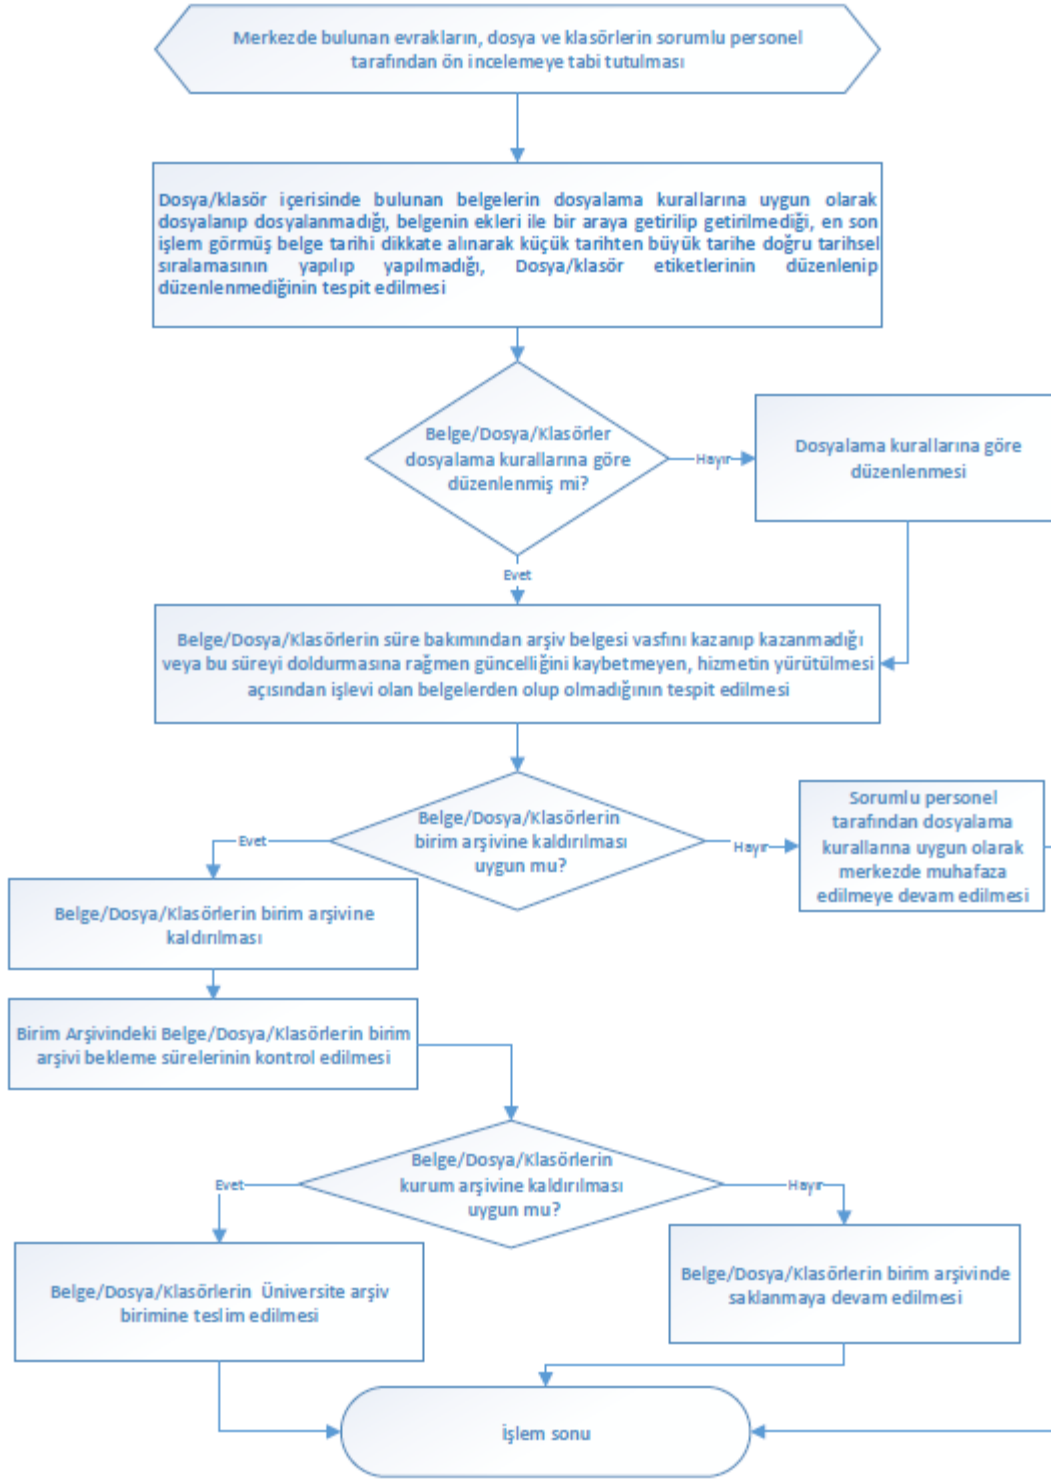 Merkezde bulunan evrakların, dosya ve klasörlerin sorumlu personel
tarafından ön incelemeye tabi tutulması
Dosya/klasör içerisinde bulunan belgelerin dosyalama kurallarına uygun olarak
dosyalanıp dosyalanmadığı, belgenin ekleri ile bir araya getirilip getirilmediği, en son
işlem görmüş belge tarihi dikkate alınarak küçük tarihten büyük tarihe doğru tarihsel
sıralamasının yapılıp yapılmadığı, Dosya/klasör etiketlerinin düzenlenip
düzenlenmediğinin tespit edilmesi
Belge/Dosya/Klasörler
dosyalama kurallarına göre
düzenlenmiş mi?
Hayır
Dosyalama kurallarına göre
düzenlenmesi
Evet
Belge/Dosya/Klasörlerin süre bakımından arşiv belgesi vasfını kazanıp kazanmadığı
veya bu süreyi doldurmasına rağmen güncelliğini kaybetmeyen, hizmetin yürütülmesi
açısından işlevi olan belgelerden olup olmadığının tespit edilmesi
Belge/Dosya/Klasörlerin
birim arşivine kaldırılması
uygun mu?
Evet
Hayır
Sorumlu personel
tarafından dosyalama
kurallarına uygun olarak
merkezde muhafaza
edilmeye devam edilmesi
Belge/Dosya/Klasörlerin birim arşivine
kaldırılması
Birim Arşivindeki Belge/Dosya/Klasörlerin birim
arşivi bekleme sürelerinin kontrol edilmesi
Belge/Dosya/Klasörlerin
kurum arşivine kaldırılması
uygun mu?
Evet
Hayır
Belge/Dosya/Klasörlerin Üniversite arşiv
birimine teslim edilmesi
Belge/Dosya/Klasörlerin birim arşivinde
saklanmaya devam edilmesi
İşlem sonu